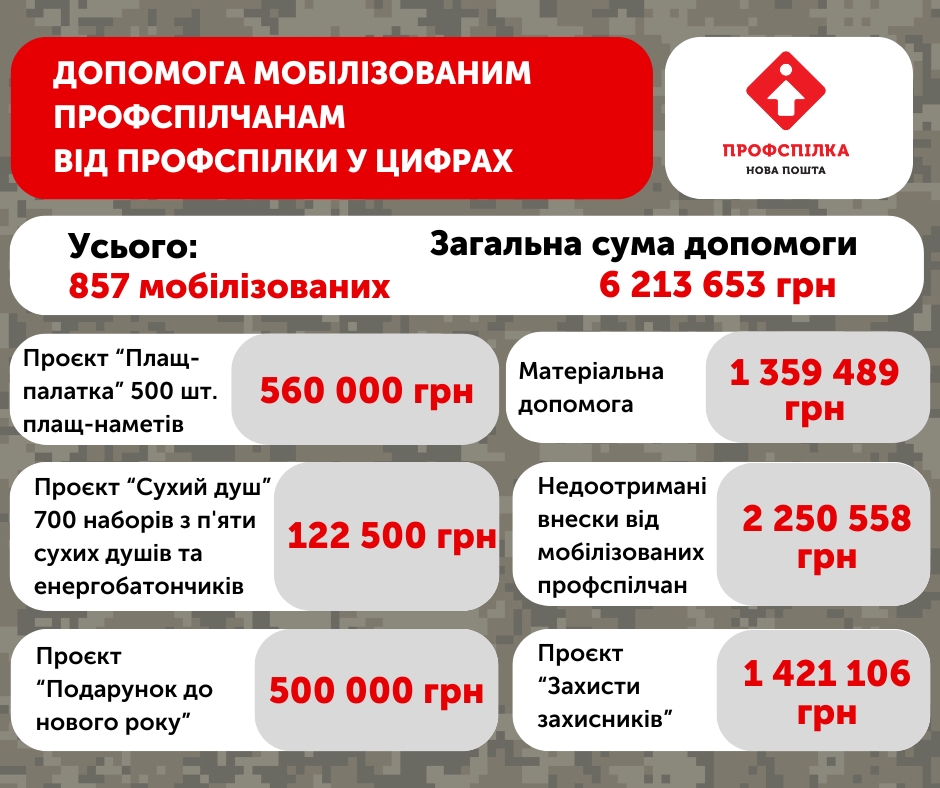 ДОПОМОГА МОБІЛІЗОВАНИМ
ПРОФСПІЛЧАНАМ
ВІД ПРОФСПІЛКИ У ЦИФРАХ
ПРОФСПІЛКА
НОВА ПОШТА
Усього:
857 мобілізованих
Загальна сума допомоги
6 213 653 грн
Проєкт “Плащ-
палатка” 500 шт.
плащ-наметів
560 000 грн
Матеріальна
допомога
1 359 489
грн
Проєкт “Сухий душ”
700 наборів з п'яти
сухих душів та
енергобатончиків
122 500 грн
Недоотримані
внески від
мобілізованих
профспілчан
2 250 558
грн
Проєкт
“Подарунок до
нового року”
500 000 грн
Проєкт
“Захисти
захисників”
1 421 106
грн